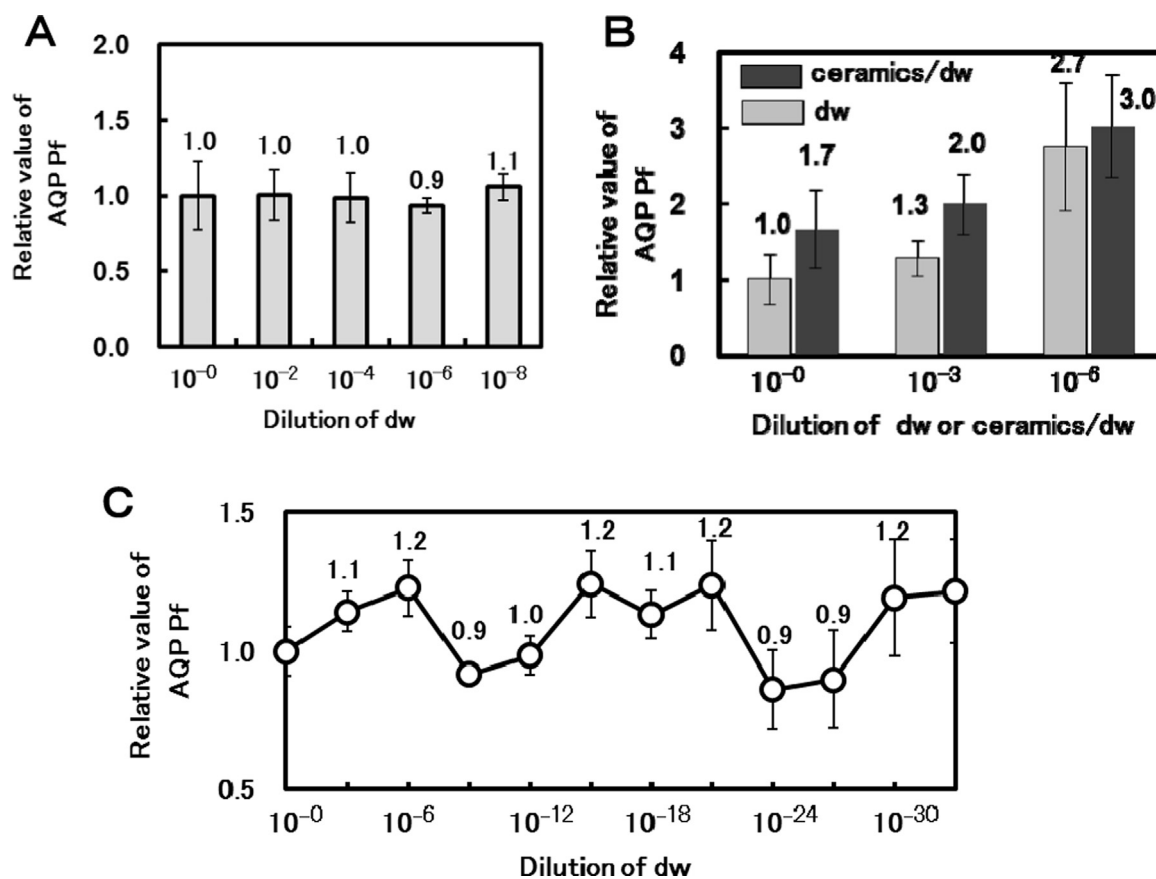 A
Relative value of
AQP Pf
2.0
1.5
1.0
0.5
0.0
1.0 1.0 1.0 0.9 1.1
10⁻⁰ 10⁻² 10⁻⁴ 10⁻⁶ 10⁻⁸
Dilution of dw
B
Relative value of
AQP Pf
4
3
2
1
0
ceramics/dw
dw
1.0 1.7 1.3 2.0 2.7 3.0
10⁻⁰ 10⁻³ 10⁻⁶
Dilution of dw or ceramics/dw
C
Relative value of
AQP Pf
1.5
1.0
0.5
1.1 1.2 0.9 1.0 1.2 1.1 1.2 0.9 0.9 1.2
10⁻⁰ 10⁻⁶ 10⁻¹² 10⁻¹⁸ 10⁻²⁴ 10⁻³⁰
Dilution of dw